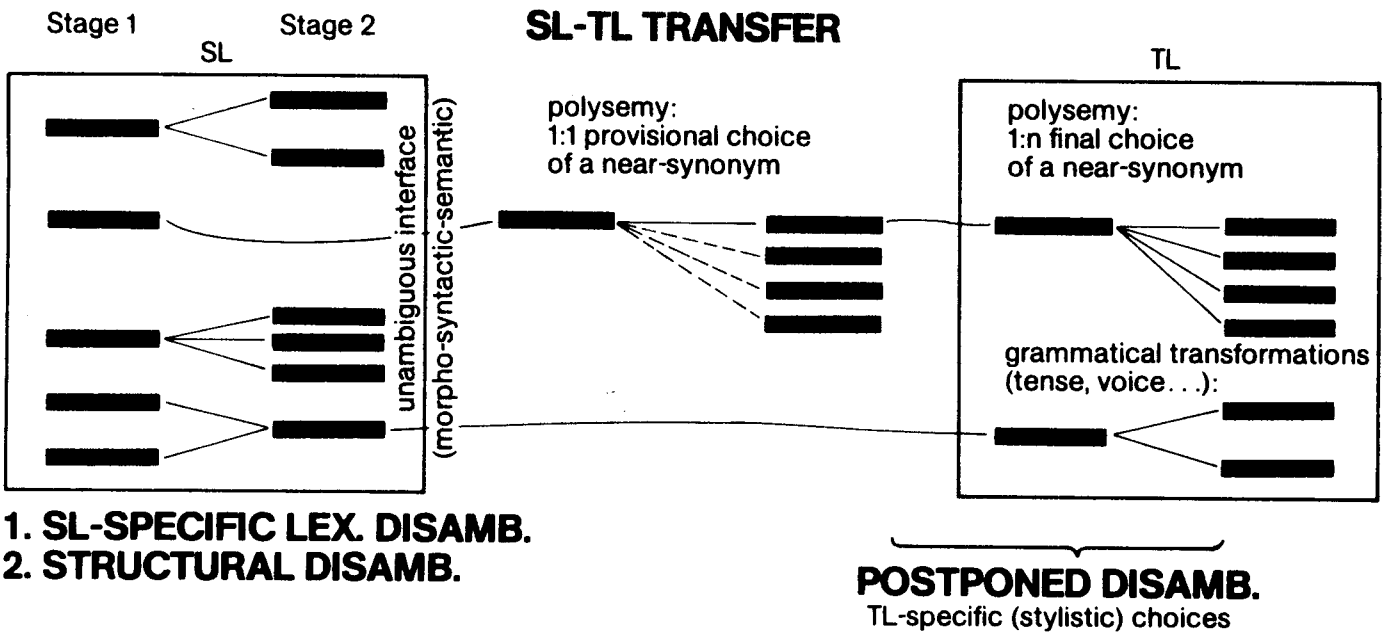 Stage 1
Stage 2
SL
SL-TL TRANSFER
TL
unambiguous interface
(morpho-syntactic-semantic)
polysemy:
1:1 provisional choice
of a near-synonym
polysemy:
1:n final choice
of a near-synonym
grammatical transformations
(tense, voice...):
1. SL-SPECIFIC LEX. DISAMB.
2. STRUCTURAL DISAMB.
POSTPONED DISAMB.
TL-specific (stylistic) choices